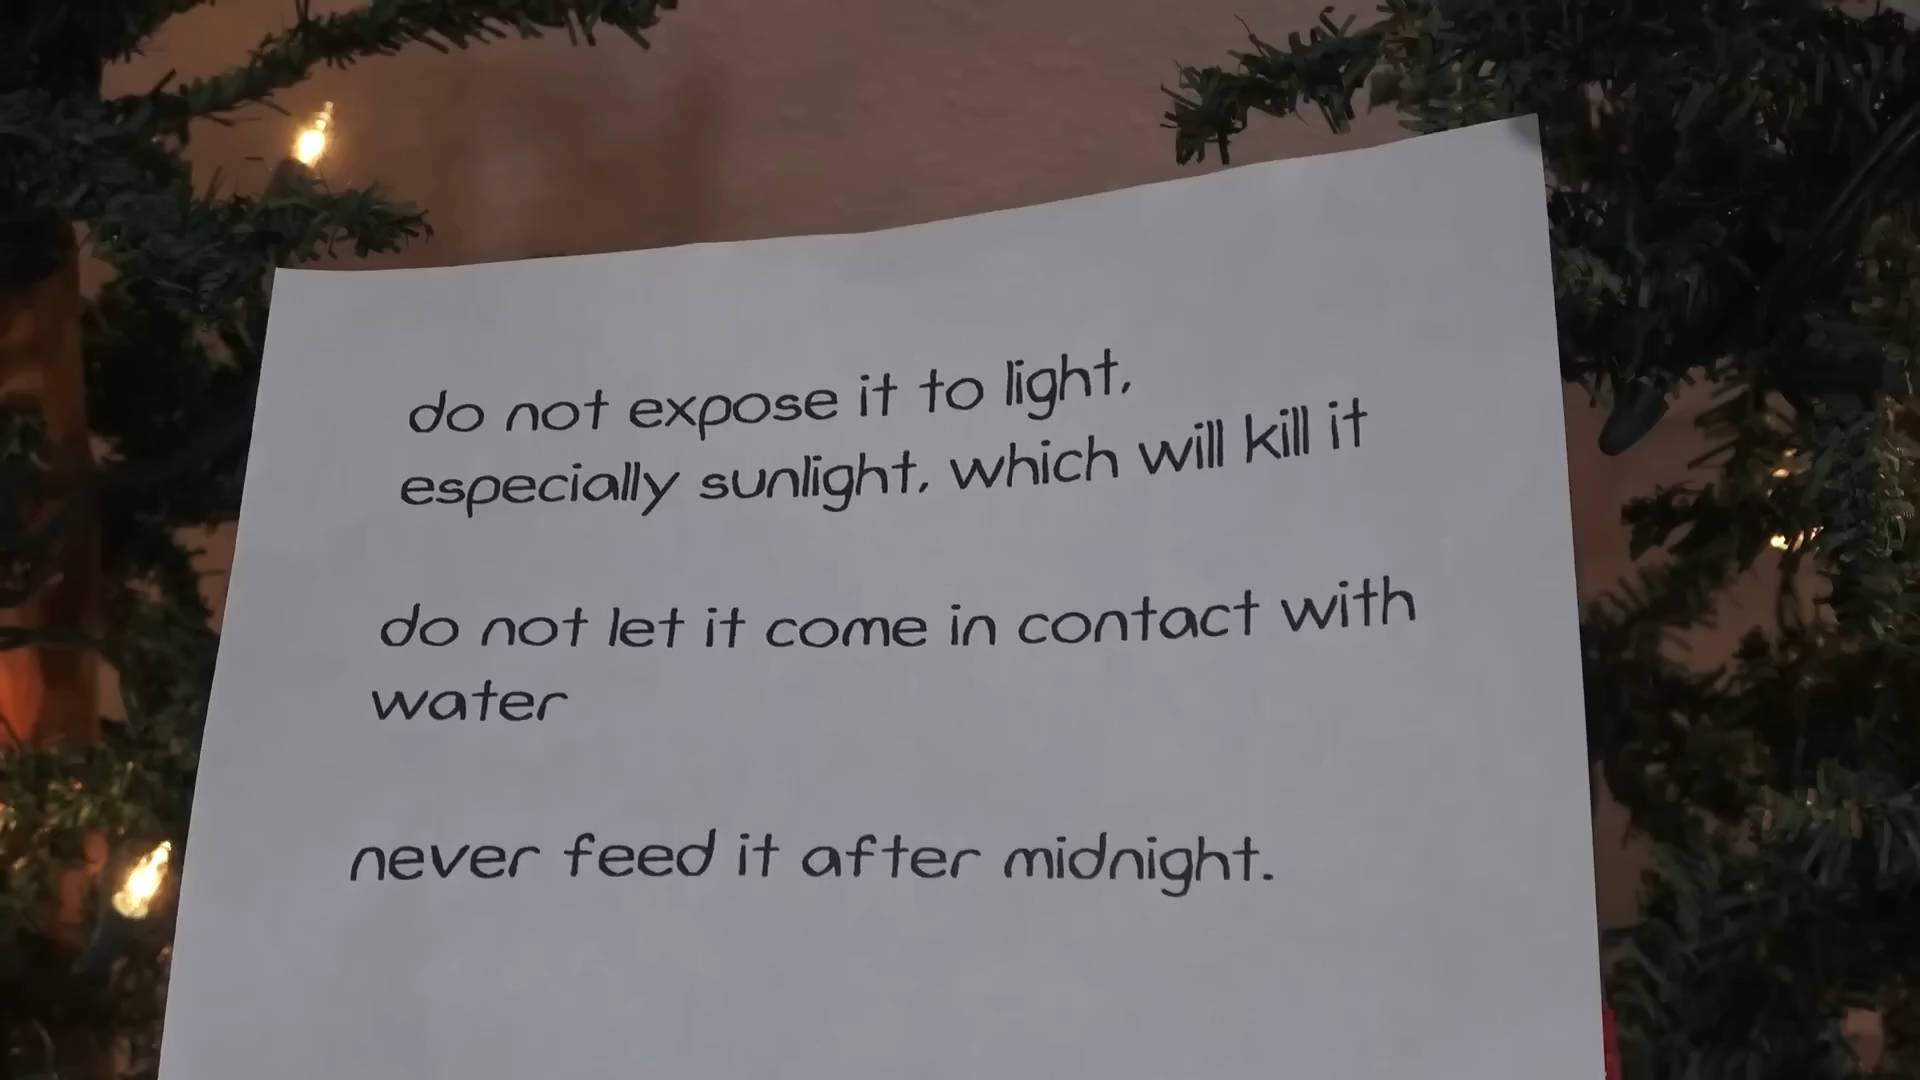 do not expose it to light,
especially sunlight, which will kill it
do not let it come in contact with
water
never feed it after midnight.